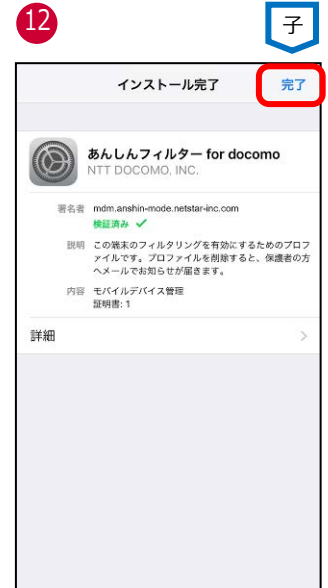 12
子
インストール完了 完了
あんしんフィルター for docomo
NTT DOCOMO, INC.
署名者 mdm.anshin-mode.netstar-inc.com
検証済み ✓
説明 この端末のフィルタリングを有効にするためのプロフ
ァイルです。プロファイルを削除すると、保護者の方
へメールでお知らせが届きます。
内容 モバイルデバイス管理
証明書: 1
詳細